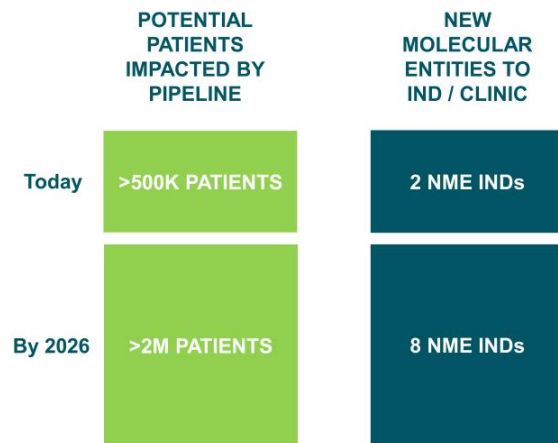 POTENTIAL
PATIENTS
IMPACTED BY
PIPELINE
NEW
MOLECULAR
ENTITIES TO
IND / CLINIC
Today
>500K PATIENTS
2 NME INDs
By 2026
>2M PATIENTS
8 NME INDs